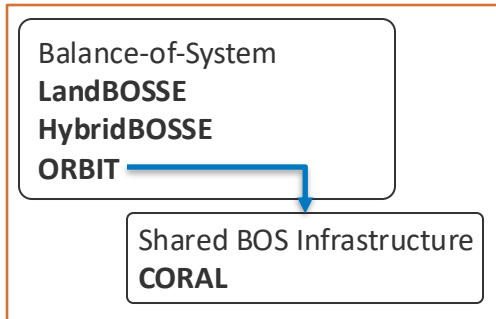 Balance-of-System
LandBOSSE
HybridBOSSE
ORBIT
Shared BOS Infrastructure
CORAL